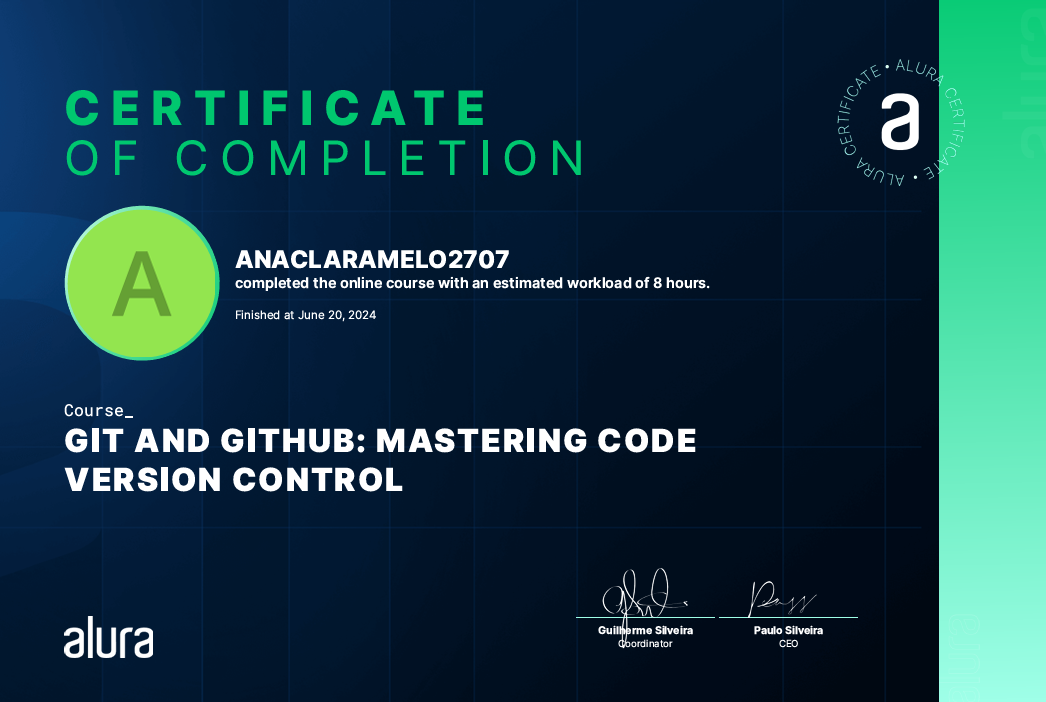 CERTIFICATE
OF COMPLETION
ALURA CERTIFICATE • ALURA CERTIFICATE •
a
A
ANACLARAMELO2707
completed the online course with an estimated workload of 8 hours.
Finished at June 20, 2024
Course_
GIT AND GITHUB: MASTERING CODE
VERSION CONTROL
alura
Guilherme Silveira
Coordinator
Paulo Silveira
CEO